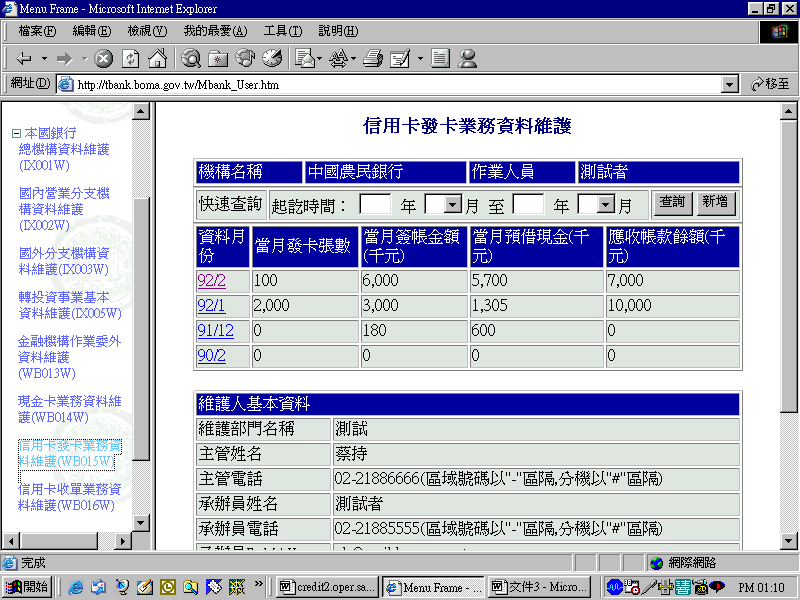 Menu Frame - Microsoft Internet Explorer
檔案(F) 編輯(E) 檢視(V) 我的最愛(A) 工具(T) 說明(H)
網址(D) http://tbank.boma.gov.tw/Mbank_User.htm 移至
本國銀行
總機構資料維護
(IX001W)
國內營業分支機
構資料維護
(IX002W)
國外分支機構資
料維護(IX003W)
轉投資事業基本
資料維護(IX005W)
金融機構作業委外
資料維護
(WB013W)
現金卡業務資料維
護(WB014W)
信用卡發卡業務資
料維護(WB015W)
信用卡收單業務資
料維護(WB016W)
信用卡發卡業務資料維護
機構名稱 中國農民銀行 作業人員 測試者
快速查詢 起訖時間： 年 月 至 年 月 查詢 新增
資料月份 當月發卡張數 當月簽帳金額(千元) 當月預借現金(千元) 應收帳款餘額(千元)
92/2 100 6,000 5,700 7,000
92/1 2,000 3,000 1,305 10,000
91/12 0 180 600 0
90/2 0 0 0 0
維護人基本資料
維護部門名稱 測試
主管姓名 蔡持
主管電話 02-21886666(區域號碼以"-"區隔,分機以"#"區隔)
承辦員姓名 測試者
承辦員電話 02-21885555(區域號碼以"-"區隔,分機以"#"區隔)
完成 網際網路
開始 credit2.oper.sa... Menu Frame - ... 文件3 - Micro... PM 01:10